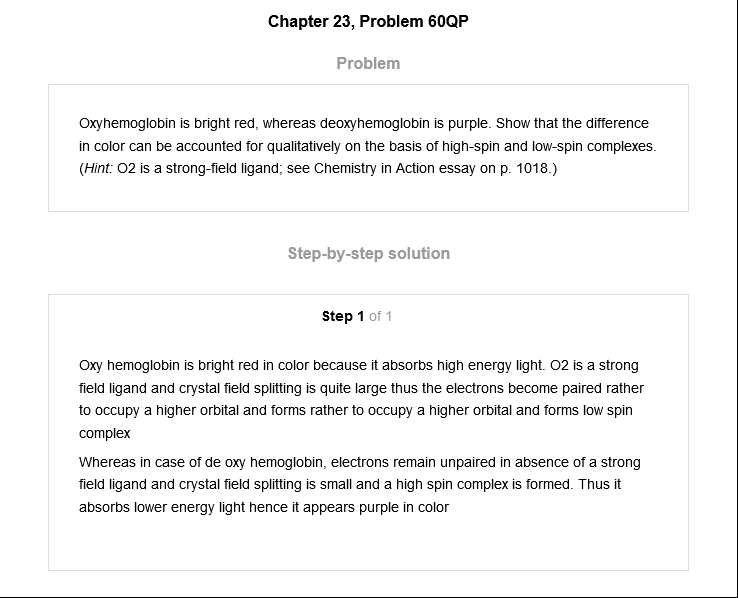 Chapter 23, Problem 60QP
Problem
Oxyhemoglobin is bright red, whereas deoxyhemoglobin is purple. Show that the difference
in color can be accounted for qualitatively on the basis of high-spin and low-spin complexes.
(Hint: O2 is a strong-field ligand; see Chemistry in Action essay on p. 1018.)
Step-by-step solution
Step 1 of 1
Oxy hemoglobin is bright red in color because it absorbs high energy light. O2 is a strong
field ligand and crystal field splitting is quite large thus the electrons become paired rather
to occupy a higher orbital and forms rather to occupy a higher orbital and forms low spin
complex
Whereas in case of de oxy hemoglobin, electrons remain unpaired in absence of a strong
field ligand and crystal field splitting is small and a high spin complex is formed. Thus it
absorbs lower energy light hence it appears purple in color